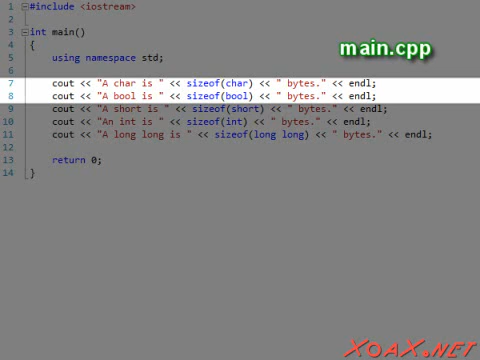 main.cpp
1 #include <iostream>
2
3 int main()
4 {
5 using namespace std;
6
7 cout << "A char is " << sizeof(char) << " bytes." << endl;
8 cout << "A bool is " << sizeof(bool) << " bytes." << endl;
9 cout << "A short is " << sizeof(short) << " bytes." << endl;
10 cout << "An int is " << sizeof(int) << " bytes." << endl;
11 cout << "A long long is " << sizeof(long long) << " bytes." << endl;
12
13 return 0;
14 }
XoaX.net